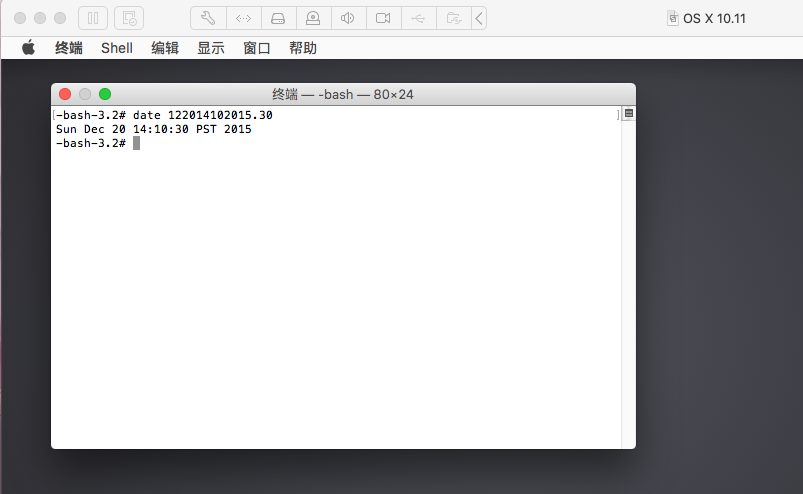 OS X 10.11
终端 Shell 编辑 显示 窗口 帮助
终端 — -bash — 80×24
[-bash-3.2# date 122014102015.30 ]
Sun Dec 20 14:10:30 PST 2015
-bash-3.2#